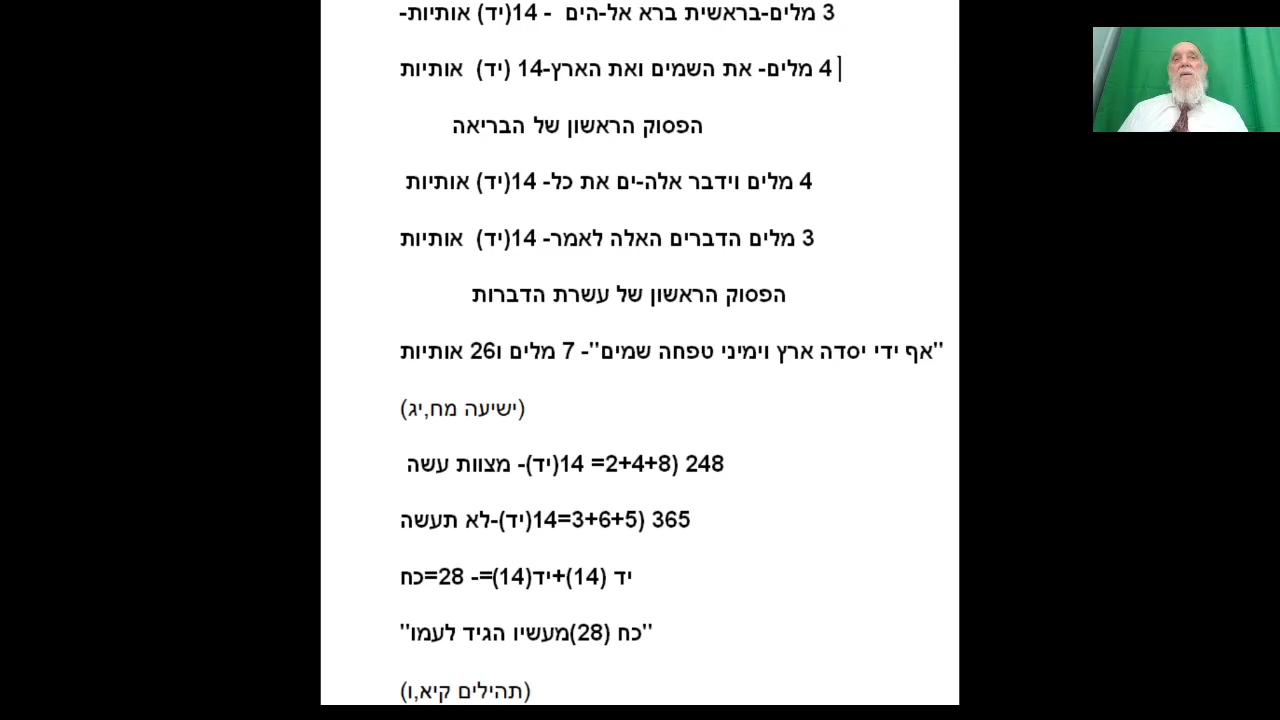 3 מלים-בראשית ברא אל-הים - 14(יד) אותיות-
4 מלים- את השמים ואת הארץ-14 (יד) אותיות
הפסוק הראשון של הבריאה
4 מלים וידבר אלה-ים את כל- 14(יד) אותיות
3 מלים הדברים האלה לאמר- 14(יד) אותיות
הפסוק הראשון של עשרת הדברות
"אף ידי יסדה ארץ וימיני טפחה שמים"- 7 מלים ו26 אותיות
(ישיעה מח,יג)
248 (2+4+8= 14(יד)- מצוות עשה
365 (3+6+5=14(יד)-לא תעשה
יד (14)+יד(14)=- 28=כח
"כח (28)מעשיו הגיד לעמו"
(תהילים קיא,ו)